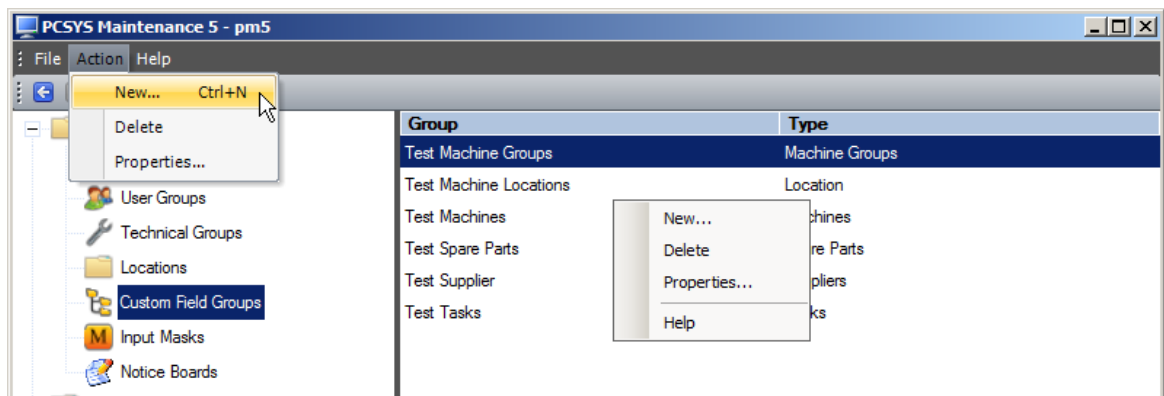 PCSYS Maintenance 5 - pm5
File Action Help
New... Ctrl+N
Delete
Properties...
User Groups
Technical Groups
Locations
Custom Field Groups
Input Masks
Notice Boards
Group Type
Test Machine Groups Machine Groups
Test Machine Locations Location
Test Machines
Test Spare Parts
Test Supplier
Test Tasks
New...
Delete
Properties...
Help